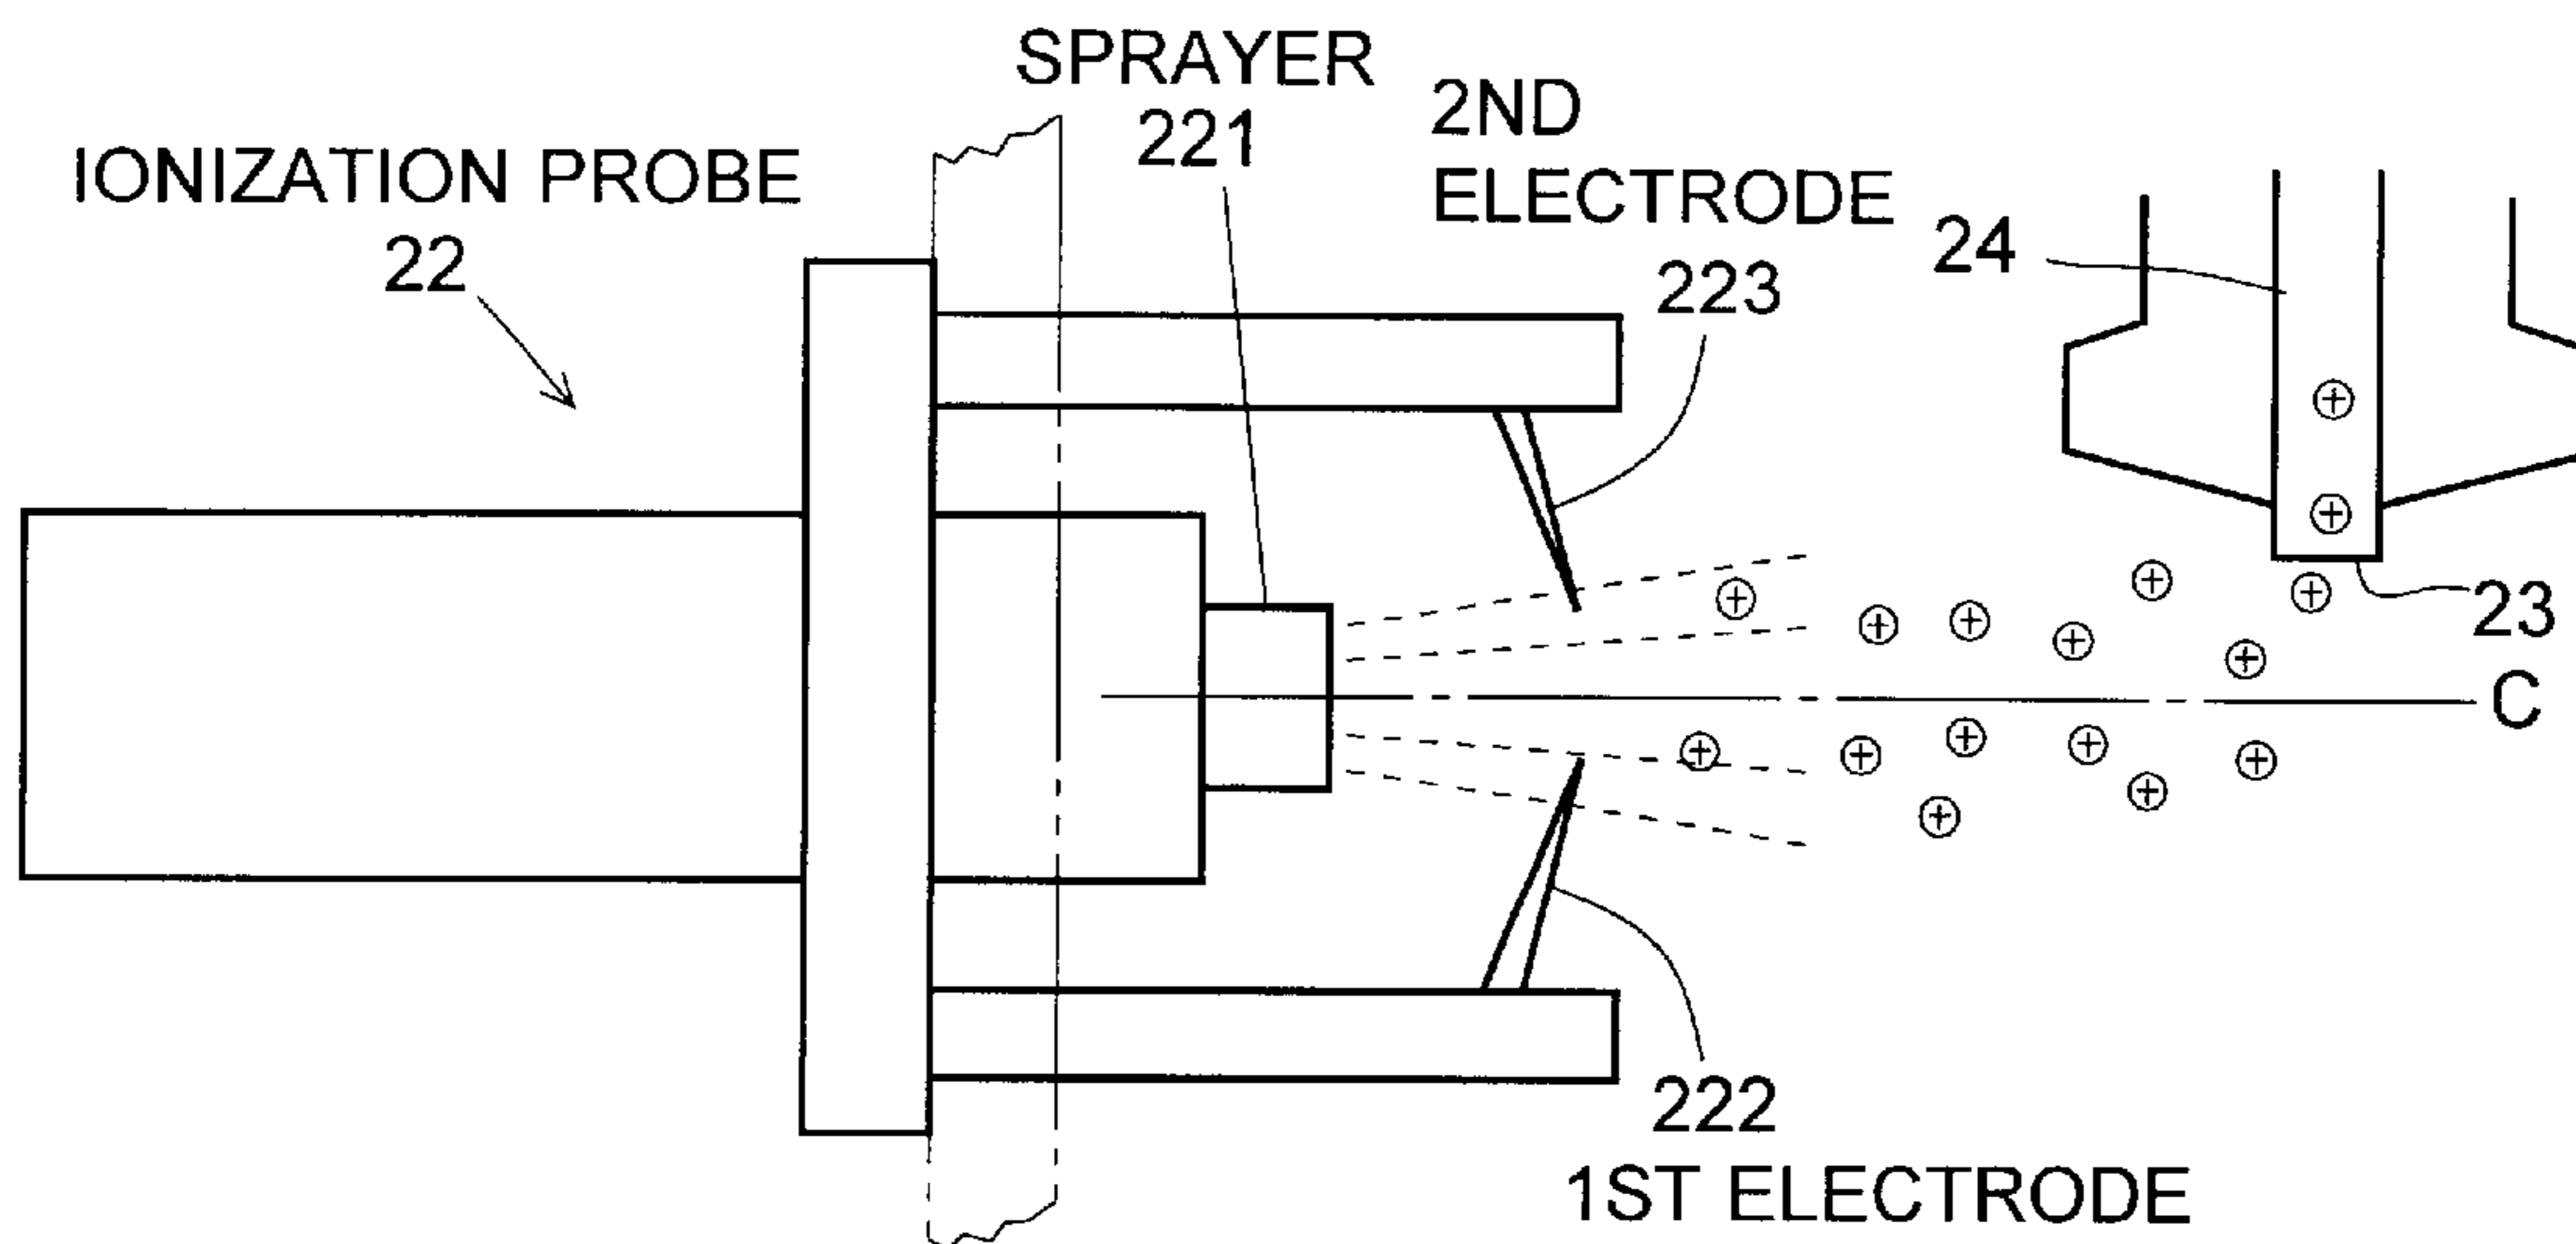 SPRAYER
221
2ND
ELECTRODE
223
IONIZATION PROBE
22
24
23
C
222
1ST ELECTRODE